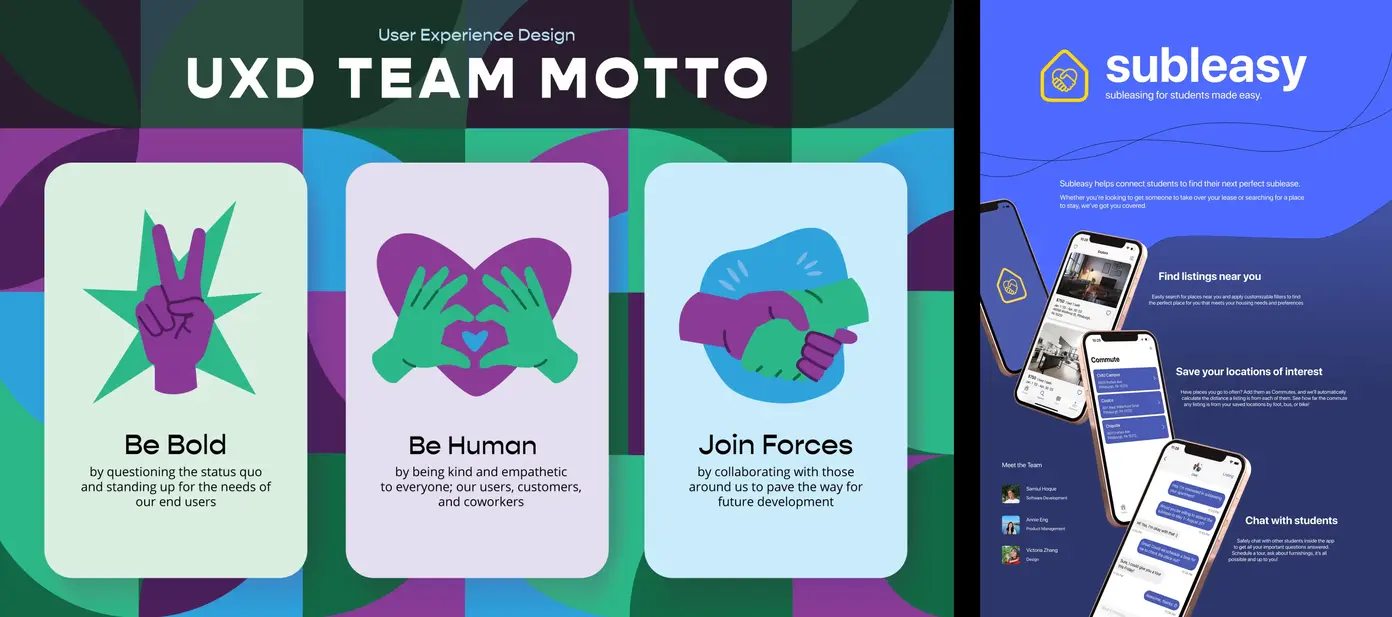 User Experience Design
UXD TEAM MOTTO
Be Bold
by questioning the status quo
and standing up for the needs of
our end users
Be Human
by being kind and empathetic
to everyone; our users, customers,
and coworkers
Join Forces
by collaborating with those
around us to pave the way for
future development
subleasy
subleasing for students made easy.
Subleasy helps connect students to find their next perfect sublease.
Whether you're looking to get someone to take over your lease or searching for a place
to stay, we've got you covered.
Find listings near you
Easily search for places near you and apply customizable filters to find
the perfect place for you that meets your housing needs and preferences
Explore
Commute
CMU Campus
Chipotle
Save your locations of interest
Have places you go to often? Add them as Commutes, and we'll automatically
calculate the distance a listing is from each of them. See how far the commute
any listing is from your saved locations by foot, bus, or bike!
Meet the Team
Samiul Hoque
Software Development
Annie Eng
Product Management
Victoria Zhang
Design
Listing
Chat with students
Safely chat with other students inside the app
to get all your important questions answered.
Schedule a tour, ask about furnishings, it's all
possible and up to you!